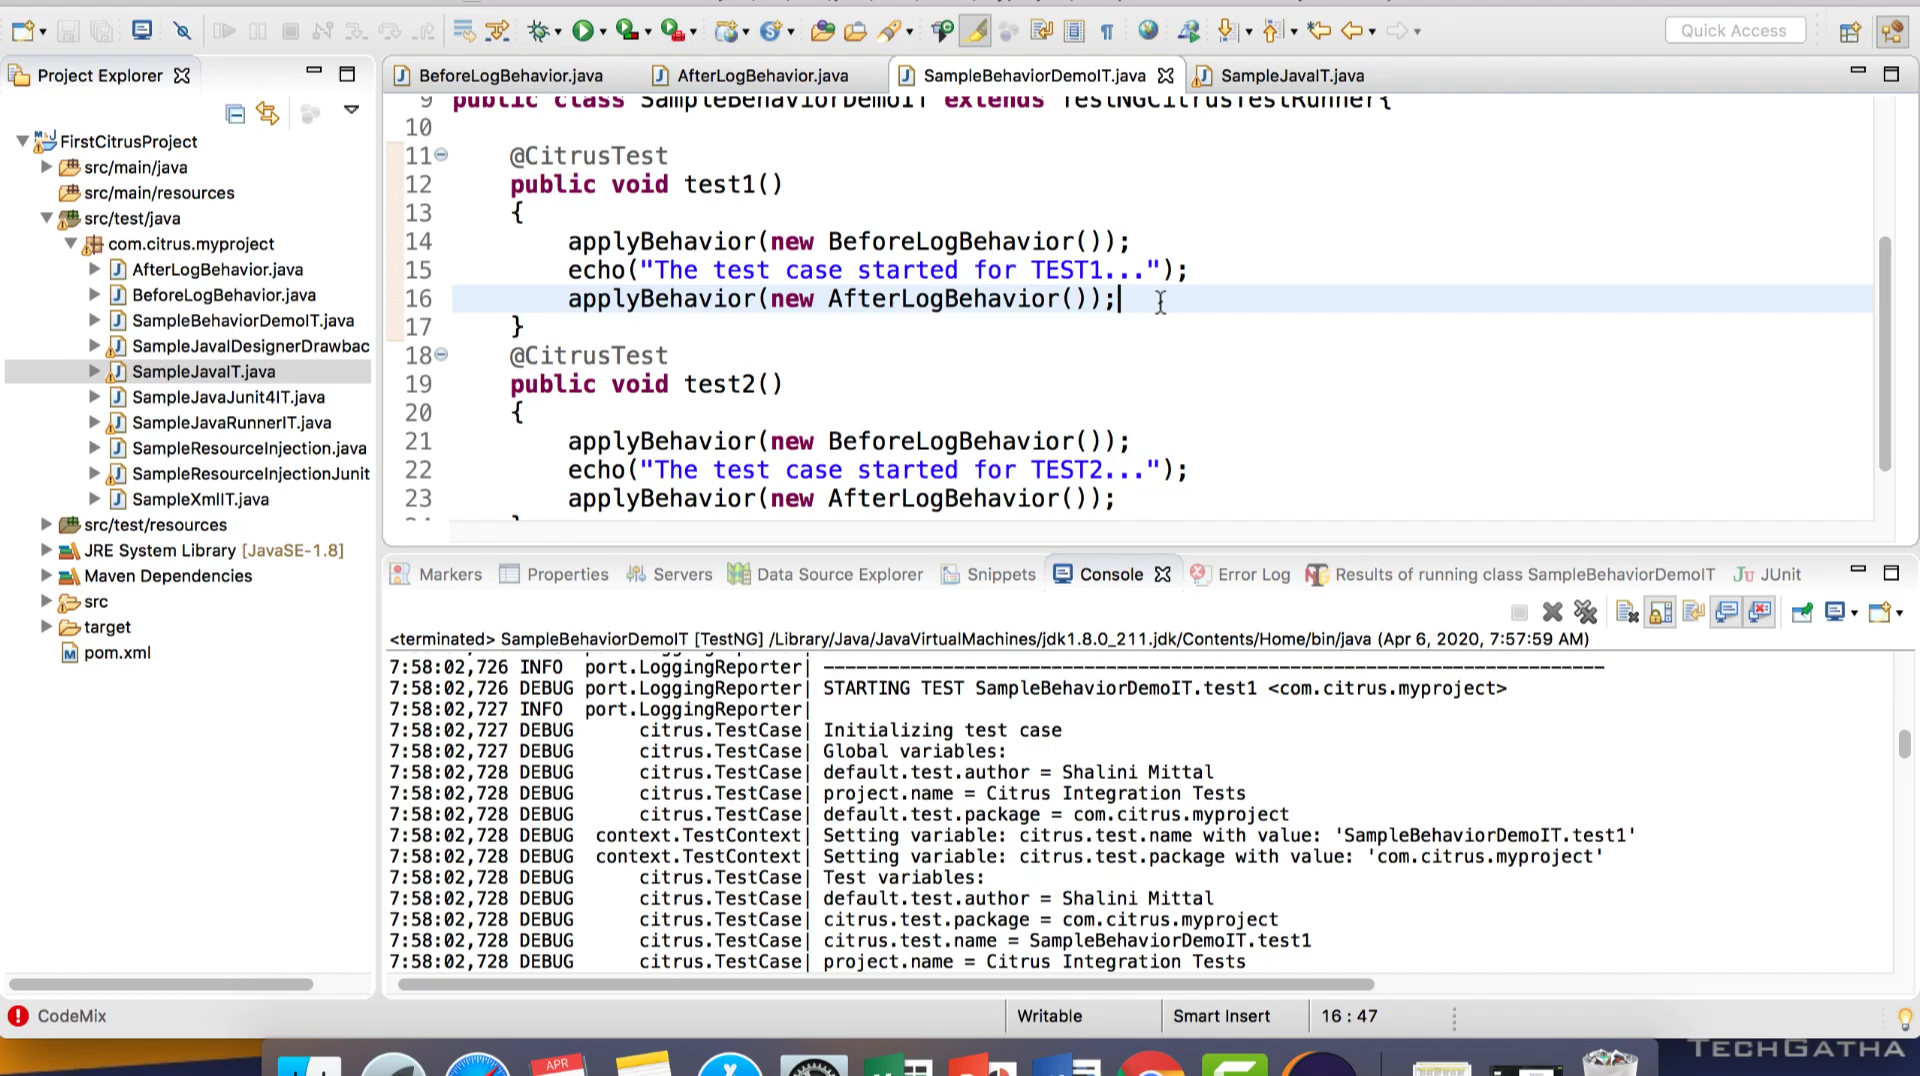 Quick Access
Project Explorer
FirstCitrusProject
src/main/java
src/main/resources
src/test/java
com.citrus.myproject
AfterLogBehavior.java
BeforeLogBehavior.java
SampleBehaviorDemoIT.java
SampleJavaIDesignerDrawbac
SampleJavaIT.java
SampleJavaJunit4IT.java
SampleJavaRunnerIT.java
SampleResourceInjection.java
SampleResourceInjectionJunit
SampleXmlIT.java
src/test/resources
JRE System Library [JavaSE-1.8]
Maven Dependencies
src
target
pom.xml
BeforeLogBehavior.java AfterLogBehavior.java SampleBehaviorDemoIT.java SampleJavaIT.java
9 public class SampleBehaviorDemoIT extends TestNGCitrusTestRunner{
10
11 @CitrusTest
12 public void test1()
13 {
14 applyBehavior(new BeforeLogBehavior());
15 echo("The test case started for TEST1...");
16 applyBehavior(new AfterLogBehavior());
17 }
18 @CitrusTest
19 public void test2()
20 {
21 applyBehavior(new BeforeLogBehavior());
22 echo("The test case started for TEST2...");
23 applyBehavior(new AfterLogBehavior());
Markers Properties Servers Data Source Explorer Snippets Console Error Log Results of running class SampleBehaviorDemoIT JU JUnit
<terminated> SampleBehaviorDemoIT [TestNG] /Library/Java/JavaVirtualMachines/jdk1.8.0_211.jdk/Contents/Home/bin/java (Apr 6, 2020, 7:57:59 AM)
7:58:02,726 INFO port.LoggingReporter| ------------------------------------------------------------------------
7:58:02,726 DEBUG port.LoggingReporter| STARTING TEST SampleBehaviorDemoIT.test1 <com.citrus.myproject>
7:58:02,727 INFO port.LoggingReporter|
7:58:02,727 DEBUG citrus.TestCase| Initializing test case
7:58:02,727 DEBUG citrus.TestCase| Global variables:
7:58:02,728 DEBUG citrus.TestCase| default.test.author = Shalini Mittal
7:58:02,728 DEBUG citrus.TestCase| project.name = Citrus Integration Tests
7:58:02,728 DEBUG citrus.TestCase| default.test.package = com.citrus.myproject
7:58:02,728 DEBUG context.TestContext| Setting variable: citrus.test.name with value: 'SampleBehaviorDemoIT.test1'
7:58:02,728 DEBUG context.TestContext| Setting variable: citrus.test.package with value: 'com.citrus.myproject'
7:58:02,728 DEBUG citrus.TestCase| Test variables:
7:58:02,728 DEBUG citrus.TestCase| default.test.author = Shalini Mittal
7:58:02,728 DEBUG citrus.TestCase| citrus.test.package = com.citrus.myproject
7:58:02,728 DEBUG citrus.TestCase| citrus.test.name = SampleBehaviorDemoIT.test1
7:58:02,728 DEBUG citrus.TestCase| project.name = Citrus Integration Tests
CodeMix Writable Smart Insert 16 : 47
APR
TECHGATHA